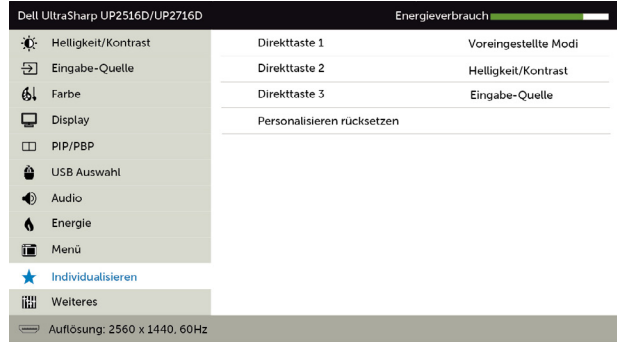 Dell UltraSharp UP2516D/UP2716D Energieverbrauch
Helligkeit/Kontrast Direkttaste 1 Voreingestellte Modi
Eingabe-Quelle Direkttaste 2 Helligkeit/Kontrast
Farbe Direkttaste 3 Eingabe-Quelle
Display Personalisieren rücksetzen
PIP/PBP
USB Auswahl
Audio
Energie
Menü
Individualisieren
Weiteres
Auflösung: 2560 x 1440, 60Hz